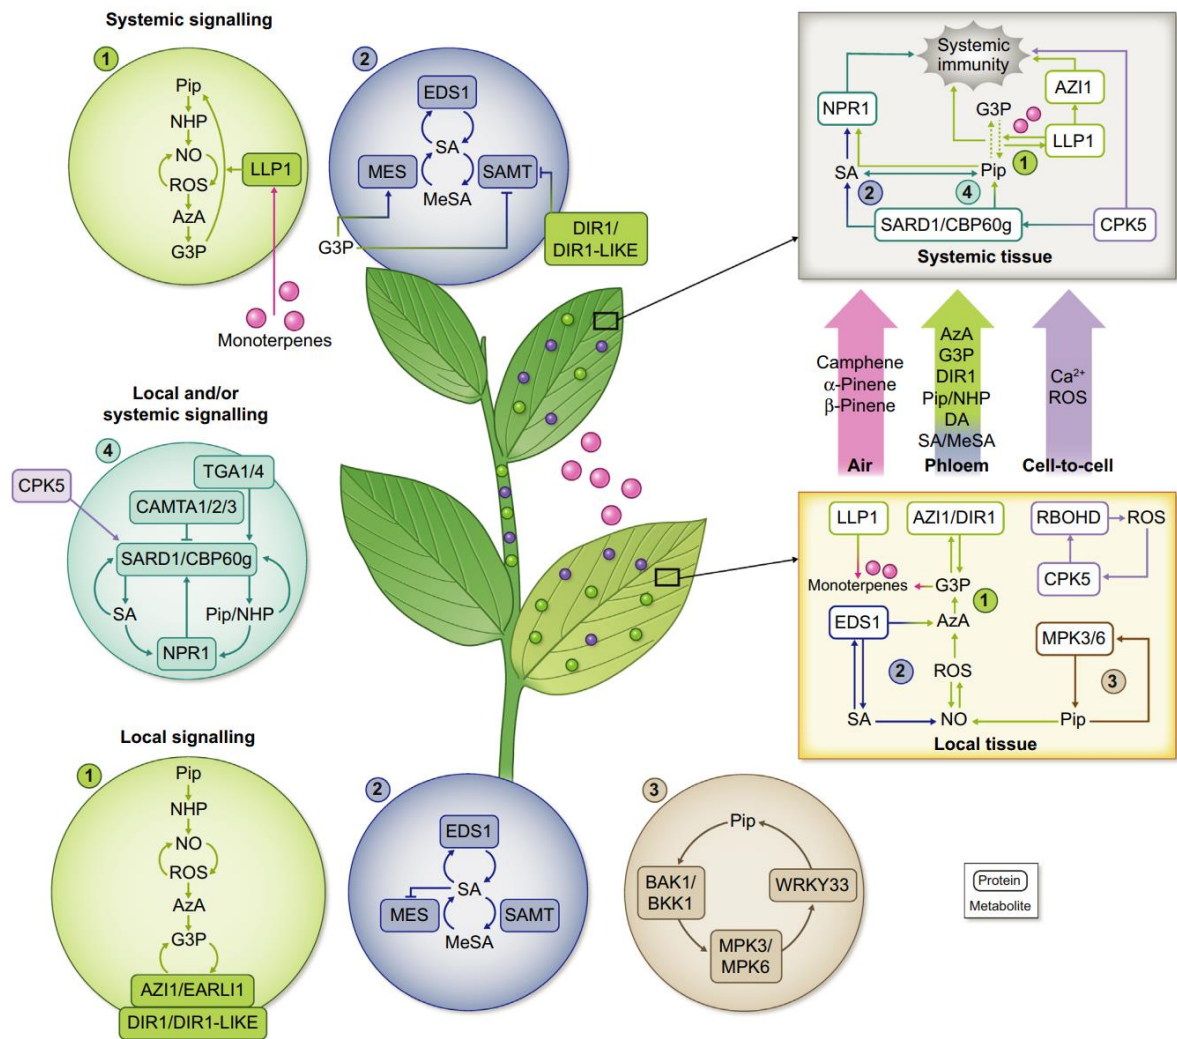 Systemic signalling
1
Pip
NHP
NO
ROS
AzA
G3P
LLP1
Monoterpenes
2
EDS1
SA
MES
SAMT
MeSA
G3P
DIR1/
DIR1-LIKE
Systemic
immunity
NPR1
AZI1
G3P
LLP1
1
SA
Pip
2
4
SARD1/CBP60g
CPK5
Systemic tissue
Camphene
α-Pinene
β-Pinene
Air
AzA
G3P
DIR1
Pip/NHP
DA
SA/MeSA
Phloem
Ca²⁺
ROS
Cell-to-cell
Local and/or
systemic signalling
4
TGA1/4
CPK5
CAMTA1/2/3
SARD1/CBP60g
SA
Pip/NHP
NPR1
LLP1
AZI1/DIR1
RBOHD
ROS
Monoterpenes
G3P
CPK5
1
EDS1
AzA
MPK3/6
2
ROS
3
SA
NO
Pip
Local tissue
Local signalling
1
Pip
NHP
NO
ROS
AzA
G3P
AZI1/EARLI1
DIR1/DIR1-LIKE
2
EDS1
SA
MES
SAMT
MeSA
3
Pip
BAK1/
BKK1
WRKY33
MPK3/
MPK6
Protein
Metabolite